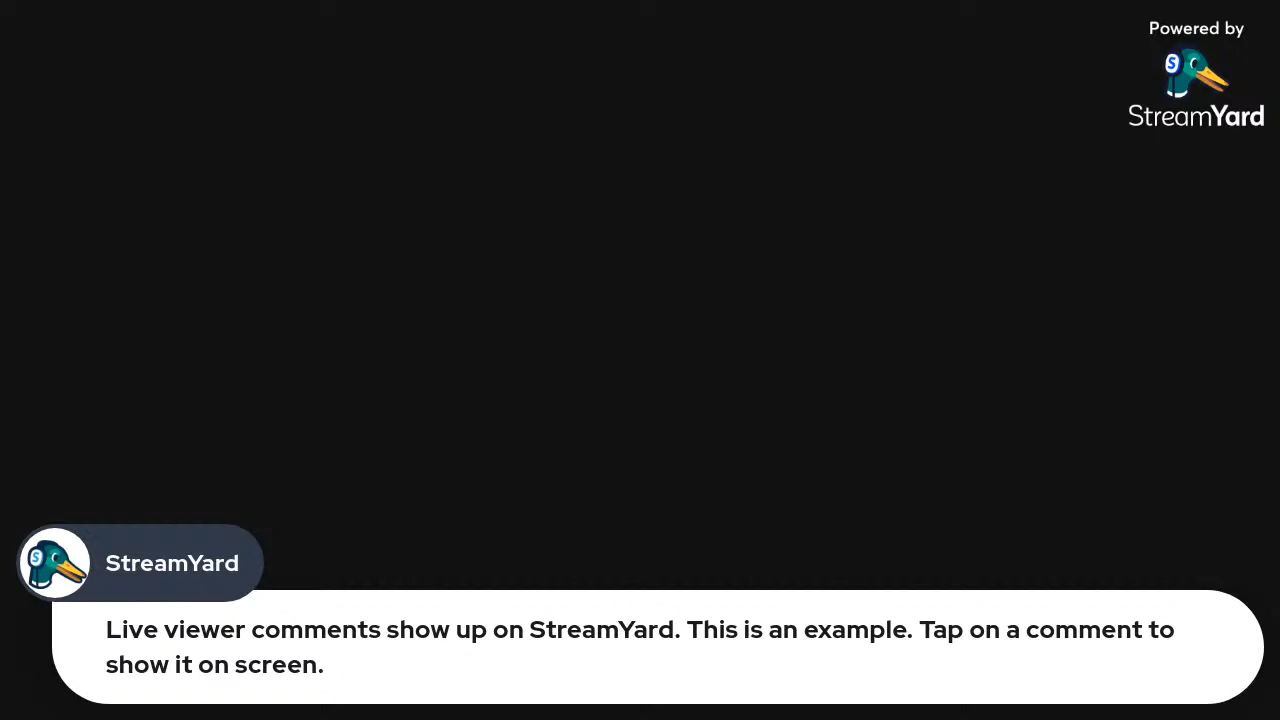 Powered by
S
StreamYard
S
StreamYard
Live viewer comments show up on StreamYard. This is an example. Tap on a comment to
show it on screen.